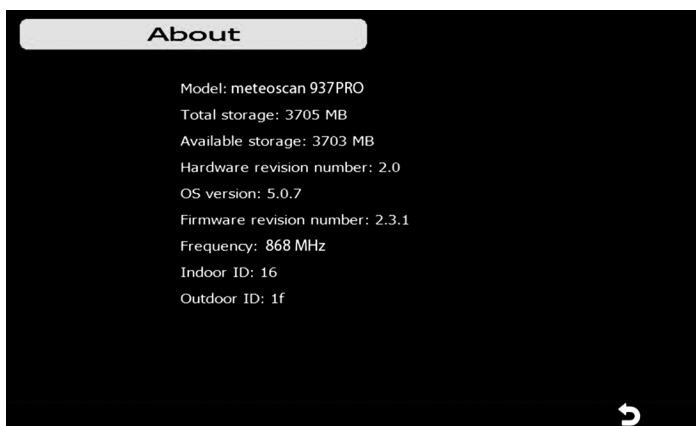 About
Model: meteoscan 937PRO
Total storage: 3705 MB
Available storage: 3703 MB
Hardware revision number: 2.0
OS version: 5.0.7
Firmware revision number: 2.3.1
Frequency: 868 MHz
Indoor ID: 16
Outdoor ID: 1f